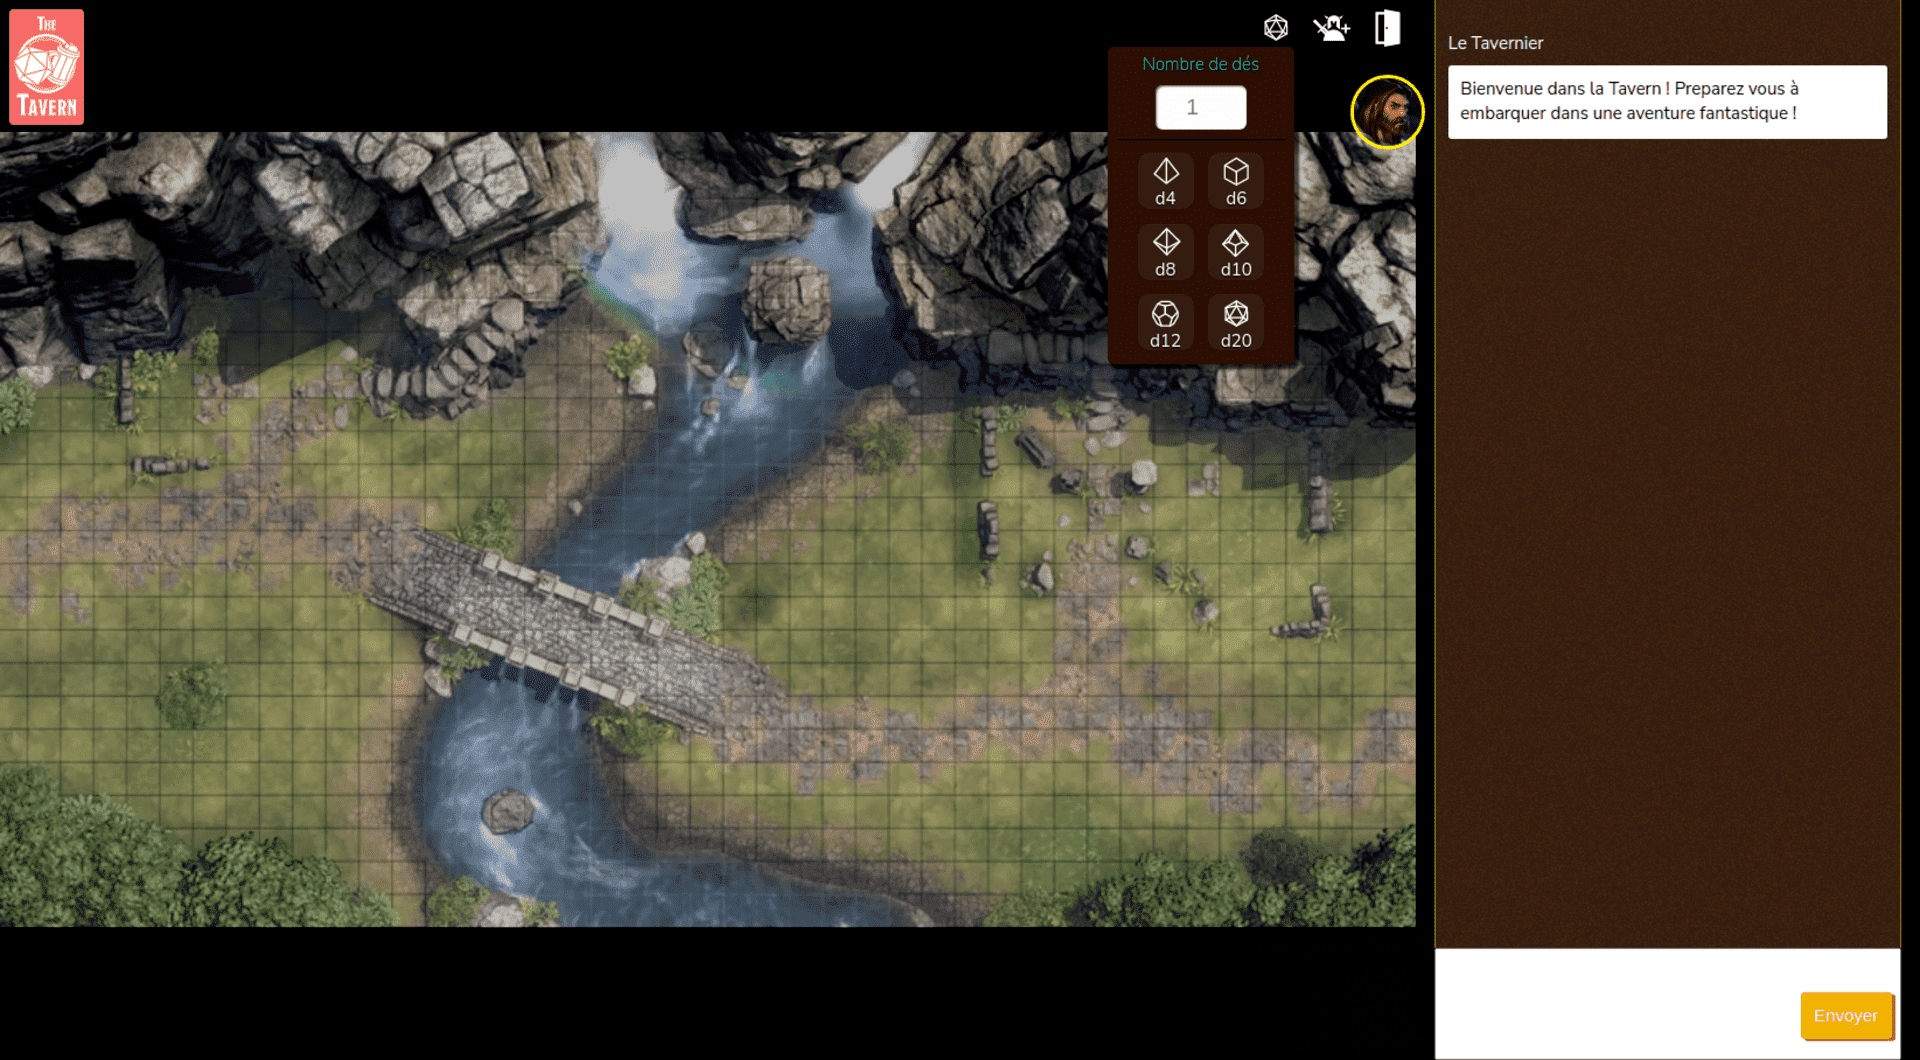 THE
TAVERN
Nombre de dés
1
d4
d6
d8
d10
d12
d20
Le Tavernier
Bienvenue dans la Tavern ! Preparez vous à
embarquer dans une aventure fantastique !
Envoyer